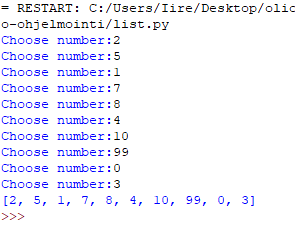 = RESTART: C:/Users/Iire/Desktop/olio
o-ohjelmointi/list.py
Choose number:2
Choose number:5
Choose number:1
Choose number:7
Choose number:8
Choose number:4
Choose number:10
Choose number:99
Choose number:0
Choose number:3
[2, 5, 1, 7, 8, 4, 10, 99, 0, 3]
>>>